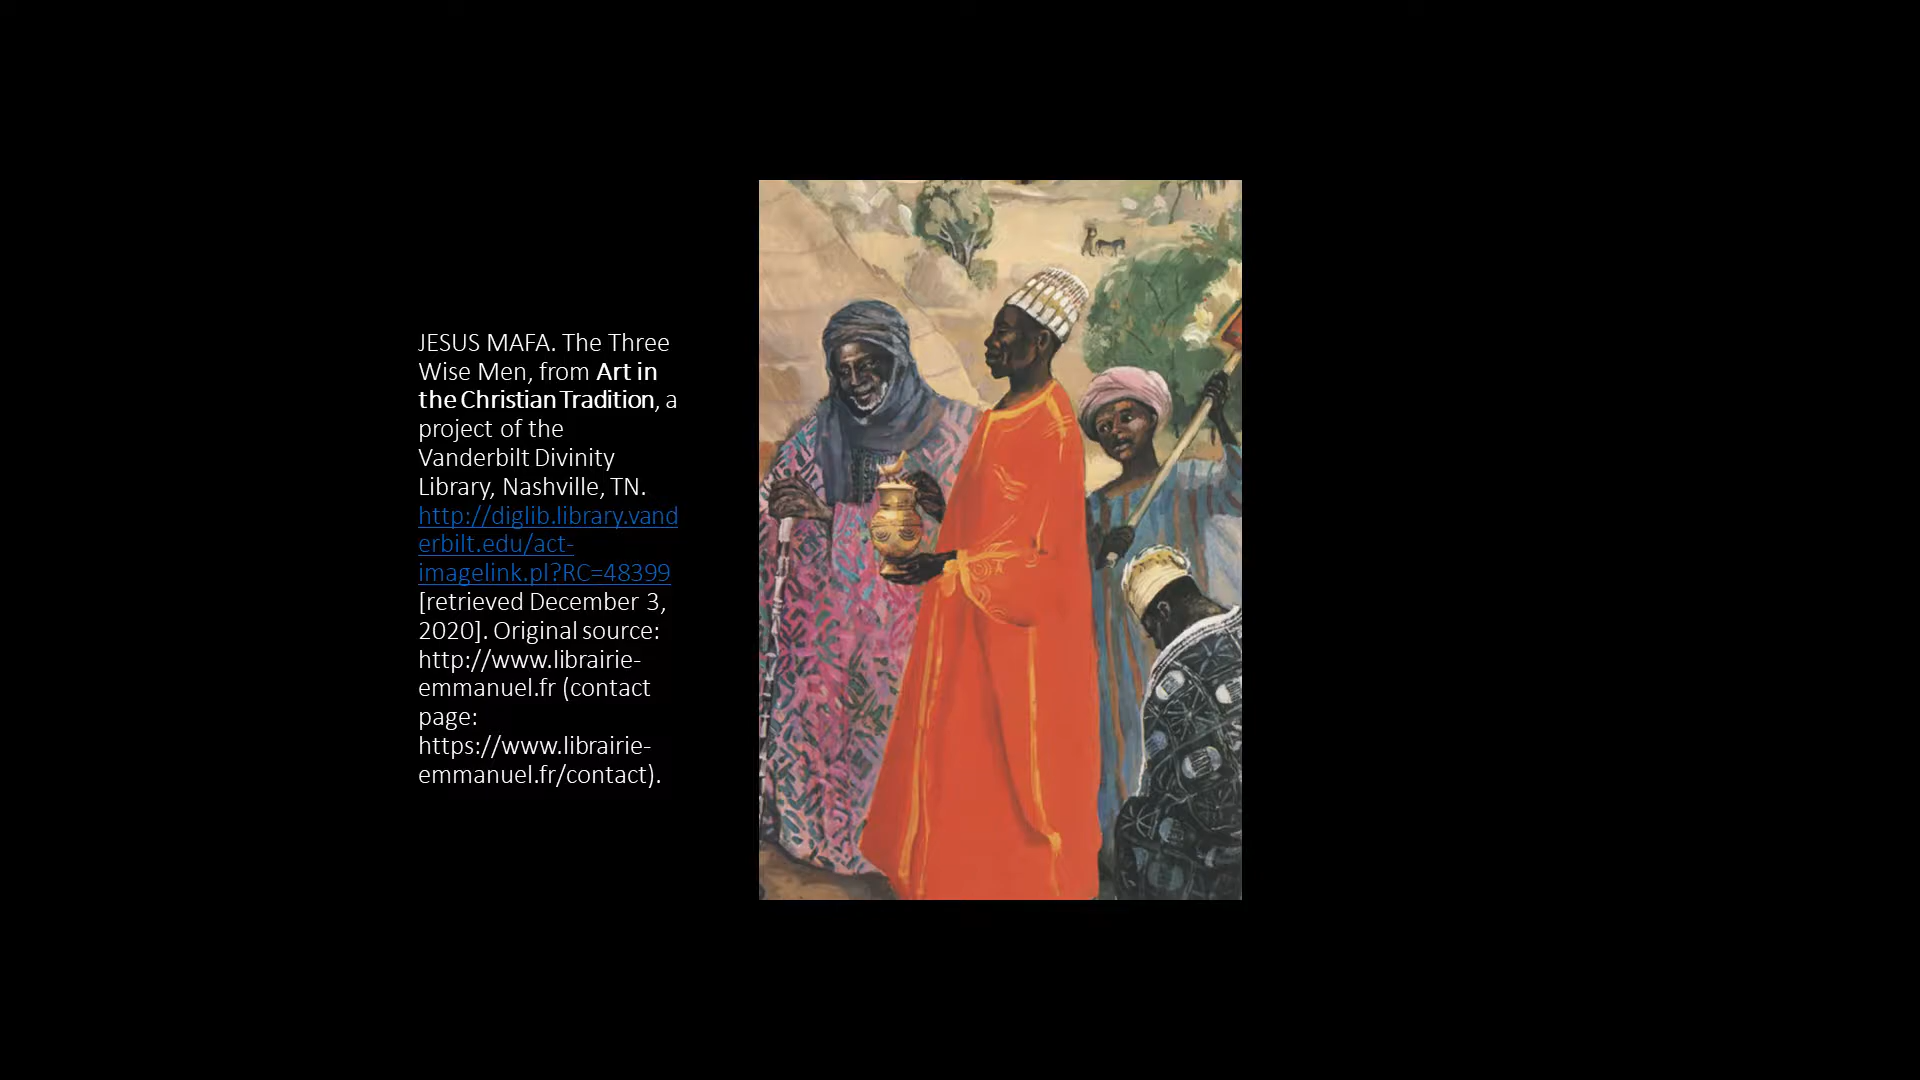 JESUS MAFA. The Three
Wise Men, from Art in
the Christian Tradition, a
project of the
Vanderbilt Divinity
Library, Nashville, TN.
http://diglib.library.vand
erbilt.edu/act-
imagelink.pl?RC=48399
[retrieved December 3,
2020]. Original source:
http://www.librairie-
emmanuel.fr (contact
page:
https://www.librairie-
emmanuel.fr/contact).